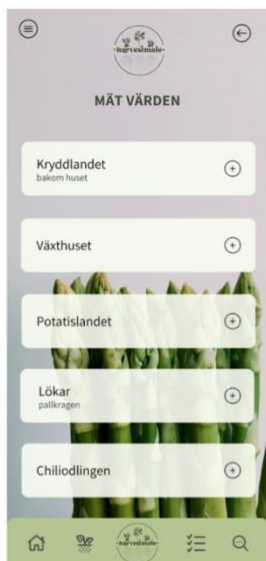 harvestmate
MÄT VÄRDEN
Kryddlandet
bakom huset
Växthuset
Potatislandet
Lökar
pallkragen
Chiliodlingen
harvestmate